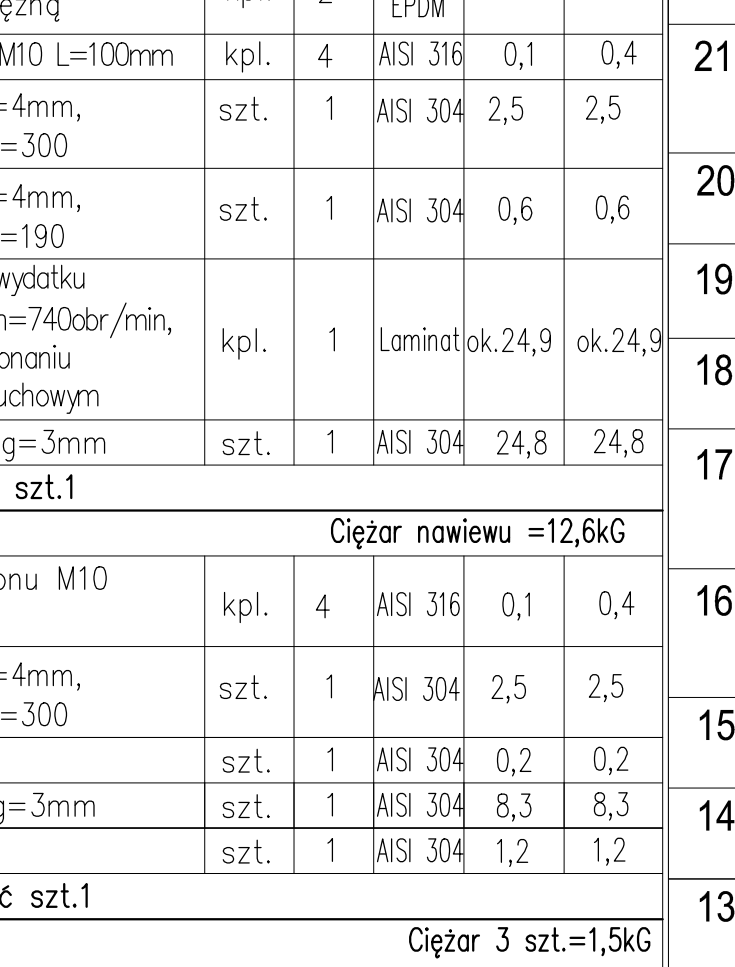 ężną kpl. 2 EPDM
M10 L=100mm kpl. 4 AISI 316 0,1 0,4 21
=4mm, szt. 1 AISI 304 2,5 2,5
=300
20
=4mm, szt. 1 AISI 304 0,6 0,6
=190
wydatku 19
n=740obr/min,
kpl. 1 Laminat ok.24,9 ok.24,9
onaniu 18
uchowym
g=3mm szt. 1 AISI 304 24,8 24,8 17
szt.1
Ciężar nawiewu =12,6kG
onu M10
kpl. 4 AISI 316 0,1 0,4 16
=4mm, szt. 1 AISI 304 2,5 2,5
=300
15
szt. 1 AISI 304 0,2 0,2
g=3mm szt. 1 AISI 304 8,3 8,3 14
szt. 1 AISI 304 1,2 1,2
ć szt.1 13
Ciężar 3 szt.=1,5kG